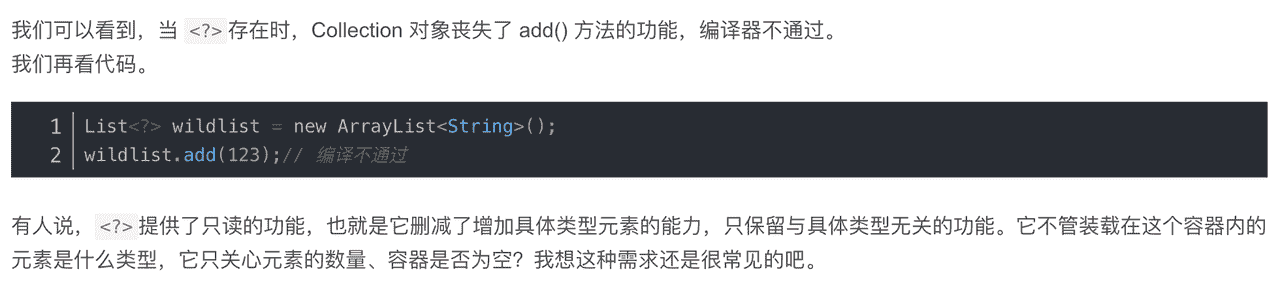 我们可以看到，当 <?> 存在时，Collection 对象丧失了 add() 方法的功能，编译器不通过。
我们再看代码。
1 List<?> wildlist = new ArrayList<String>();
2 wildlist.add(123);// 编译不通过
有人说，<?>提供了只读的功能，也就是它删减了增加具体类型元素的能力，只保留与具体类型无关的功能。它不管装载在这个容器内的
元素是什么类型，它只关心元素的数量、容器是否为空？我想这种需求还是很常见的吧。